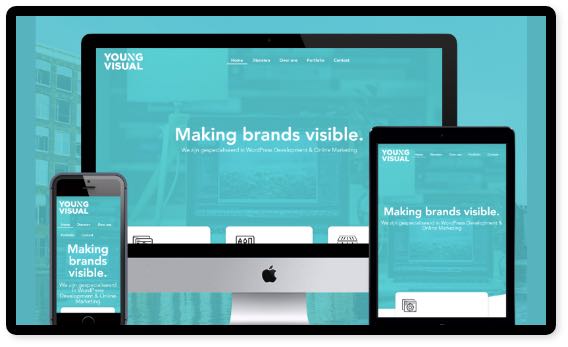 YOUNG
VISUAL
Home Diensten Over ons Portfolio Contact
Making brands visible.
We zijn gespecialiseerd in WordPress Development & Online Marketing
YOUNG
VISUAL
Home Diensten Over ons
Portfolio Contact
Making
brands
visible.
We zijn gespecialiseerd
in WordPress
Development & Online
Marketing
YOUNG
VISUAL
Home Diensten Over ons Portfolio Contact
Making brands visible.
We zijn gespecialiseerd in WordPress Development &
Online Marketing